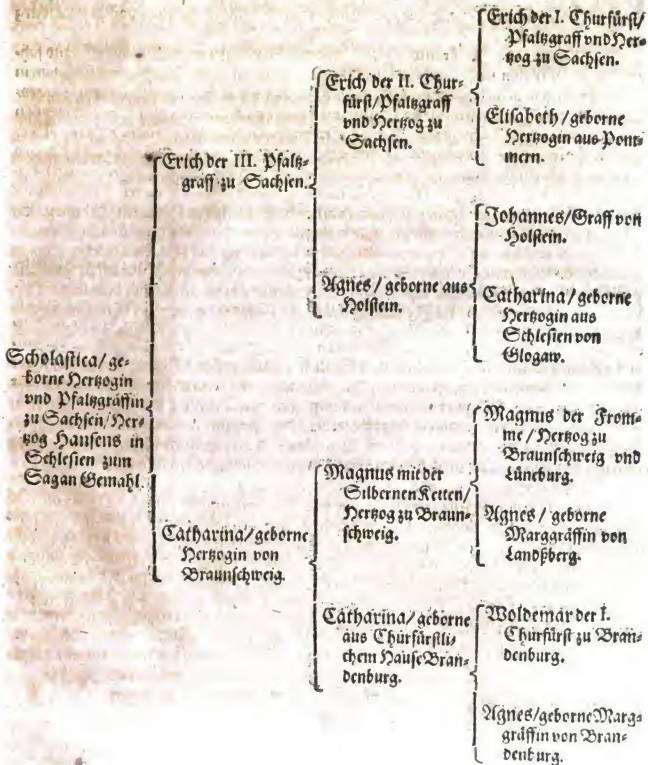 Scholastica/ ge-
borne Hertzogin
vnd Pfaltzgräffin
zu Sachsen/Her-
tzog Hansens in
Schlesien zum
Sagan Gemahl.
Erich der III. Pfaltz-
graff zu Sachsen.
Catharina/geborne
Hertzogin von
Braunschweig.
Erich der II. Chur-
fürst/Pfaltzgraff
vnd Hertzog zu
Sachsen.
Agnes/ geborne aus
Holstein.
Magnus mit der
Silbernen Ketten/
Hertzog zu Braun-
schweig.
Catharina/ geborne
aus Churfürstli-
chem Hause Bran-
denburg.
Erich der I. Churfürst/
Pfaltzgraff vnd Her-
tzog zu Sachsen.
Elisabeth/geborne
Hertzogin aus Pom-
mern.
Johannes/Graff von
Holstein.
Catharina/ geborne
Hertzogin aus
Schlesien von
Glogaw.
Magnus der From-
me/Hertzog zu
Braunschweig vnd
Lüneburg.
Agnes/ geborne
Marggräffin von
Landßberg.
Woldemar der I.
Churfürst zu Bran-
denburg.
Agnes/geborne Marg-
gräffin von Bran-
denburg.